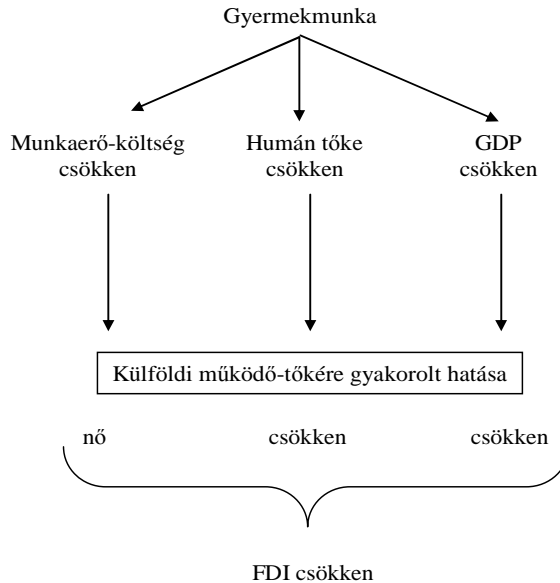 Gyermekmunka
Munkaerő-költség Humán tőke GDP
csökken csökken csökken
Külföldi működő-tőkére gyakorolt hatása
nő csökken csökken
FDI csökken